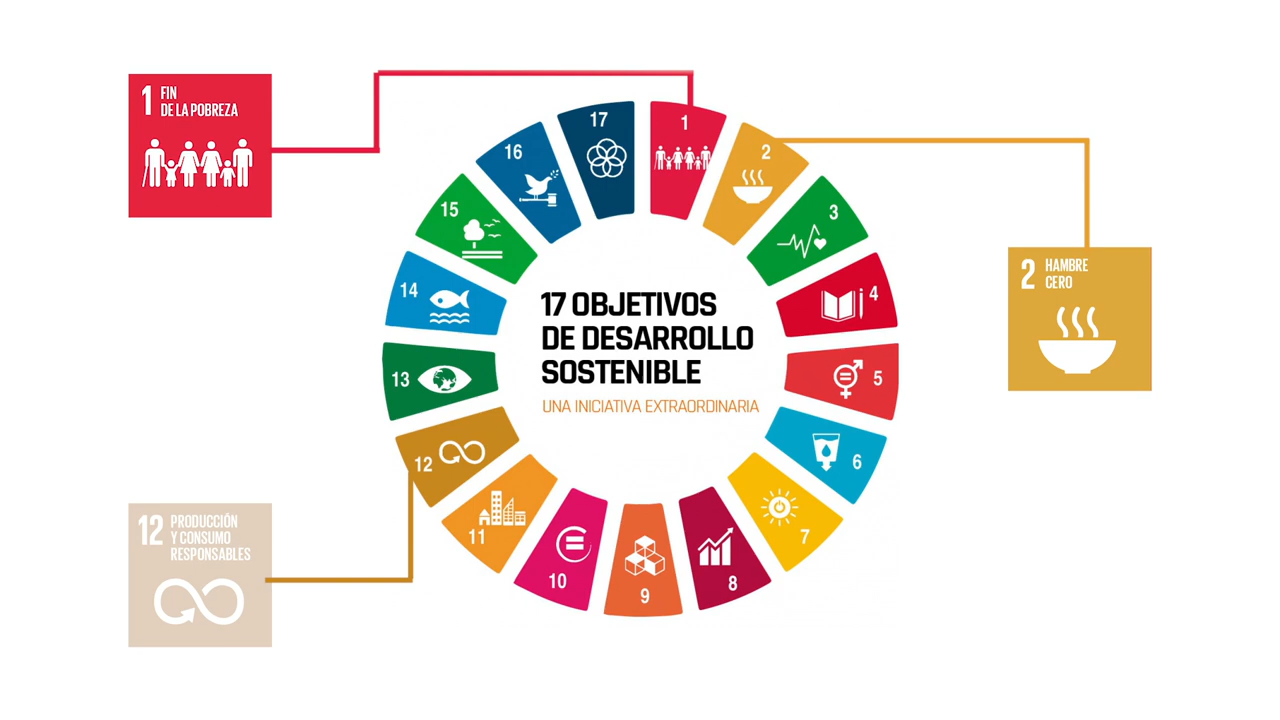 1 FIN
DE LA POBREZA
17
1
16
2
15
3
2 HAMBRE
CERO
14
4
17 OBJETIVOS
DE DESARROLLO
SOSTENIBLE
UNA INICIATIVA EXTRAORDINARIA
13
5
12
6
11
7
10
8
9
12 PRODUCCIÓN
Y CONSUMO
RESPONSABLES